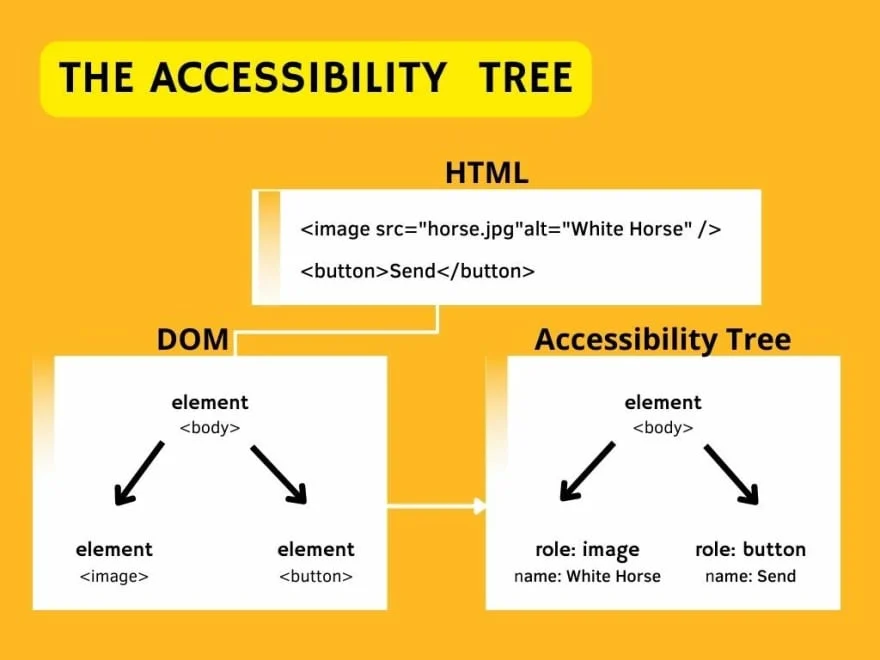 THE ACCESSIBILITY TREE
HTML
<image src="horse.jpg"alt="White Horse" />
<button>Send</button>
DOM
element
<body>
element
<image>
element
<button>
Accessibility Tree
element
<body>
role: image
name: White Horse
role: button
name: Send